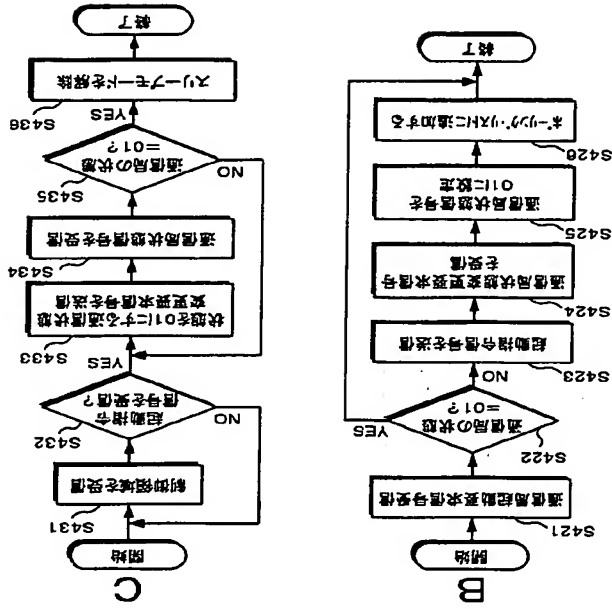 B
開始
S421
通信局起動要求信号受信
S422
通信局の状態
=01?
YES
NO
S423
起動指令信号を送信
S424
通信局状態変更要求信号
を受信
S425
通信局状態信号を
01に設定
S426
ポーリング・リストに追加する
終了
C
開始
S431
制御領域を受信
S432
起動指令
信号を受信?
NO
YES
S433
状態を01にする通信状態
変更要求信号を送信
S434
通信局状態信号を受信
S435
通信局の状態
=01?
NO
YES
S436
スリープモードを解除
終了